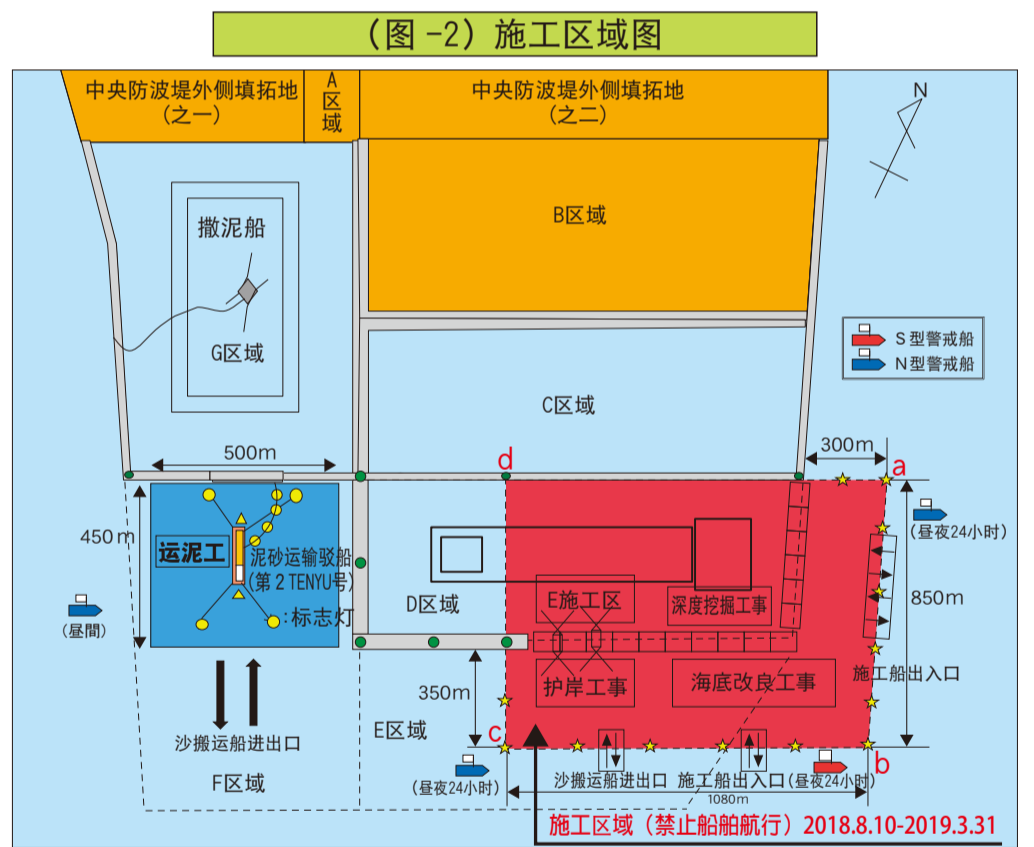 （图 -2）施工区域图
中央防波堤外侧填拓地
(之一)
A区域
中央防波堤外侧填拓地
(之二)
N
B区域
撒泥船
G区域
S型警戒船
N型警戒船
C区域
500m
300m
d
a
450m
运泥工
泥砂运输驳船
(第２TENYU号)
:标志灯
D区域
E施工区
深度挖掘工事
(昼夜24小时)
850m
(昼間)
350m
护岸工事
海底改良工事
施工船出入口
E区域
c
b
沙搬运船进出口
F区域
(昼夜24小时)
沙搬运船进出口
施工船出入口
(昼夜24小时)
1080m
施工区域（禁止船舶航行）2018.8.10-2019.3.31